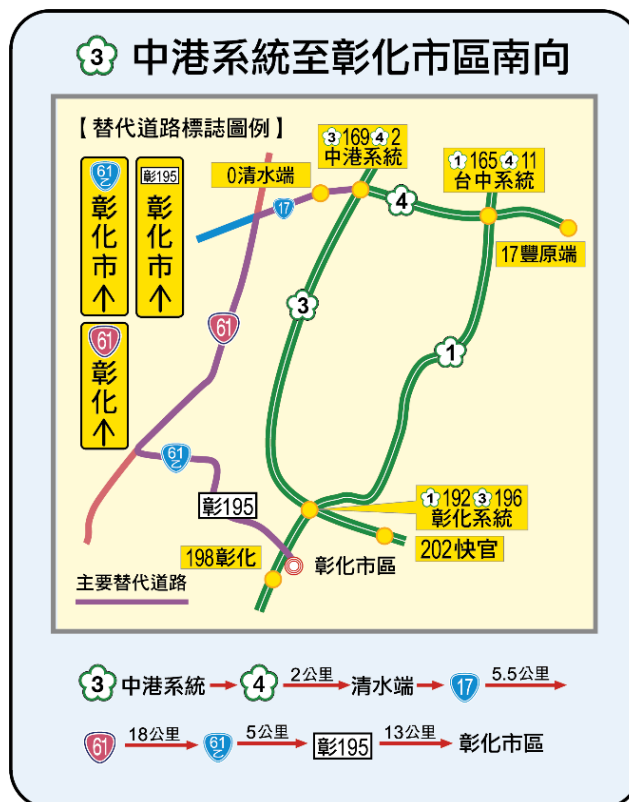 3 中港系統至彰化市區南向
【替代道路標誌圖例】
61乙 彰化市↑
彰195 彰化市↑
61 彰化↑
0清水端
3 169 4 2
中港系統
1 165 4 11
台中系統
17
4
17豐原端
3
61
1
61乙
彰195
1 192 3 196
彰化系統
202快官
198彰化
彰化市區
主要替代道路
3 中港系統 → 4 2公里→ 清水端 → 17 5.5公里→
61 18公里→ 61乙 5公里→ 彰195 13公里→ 彰化市區